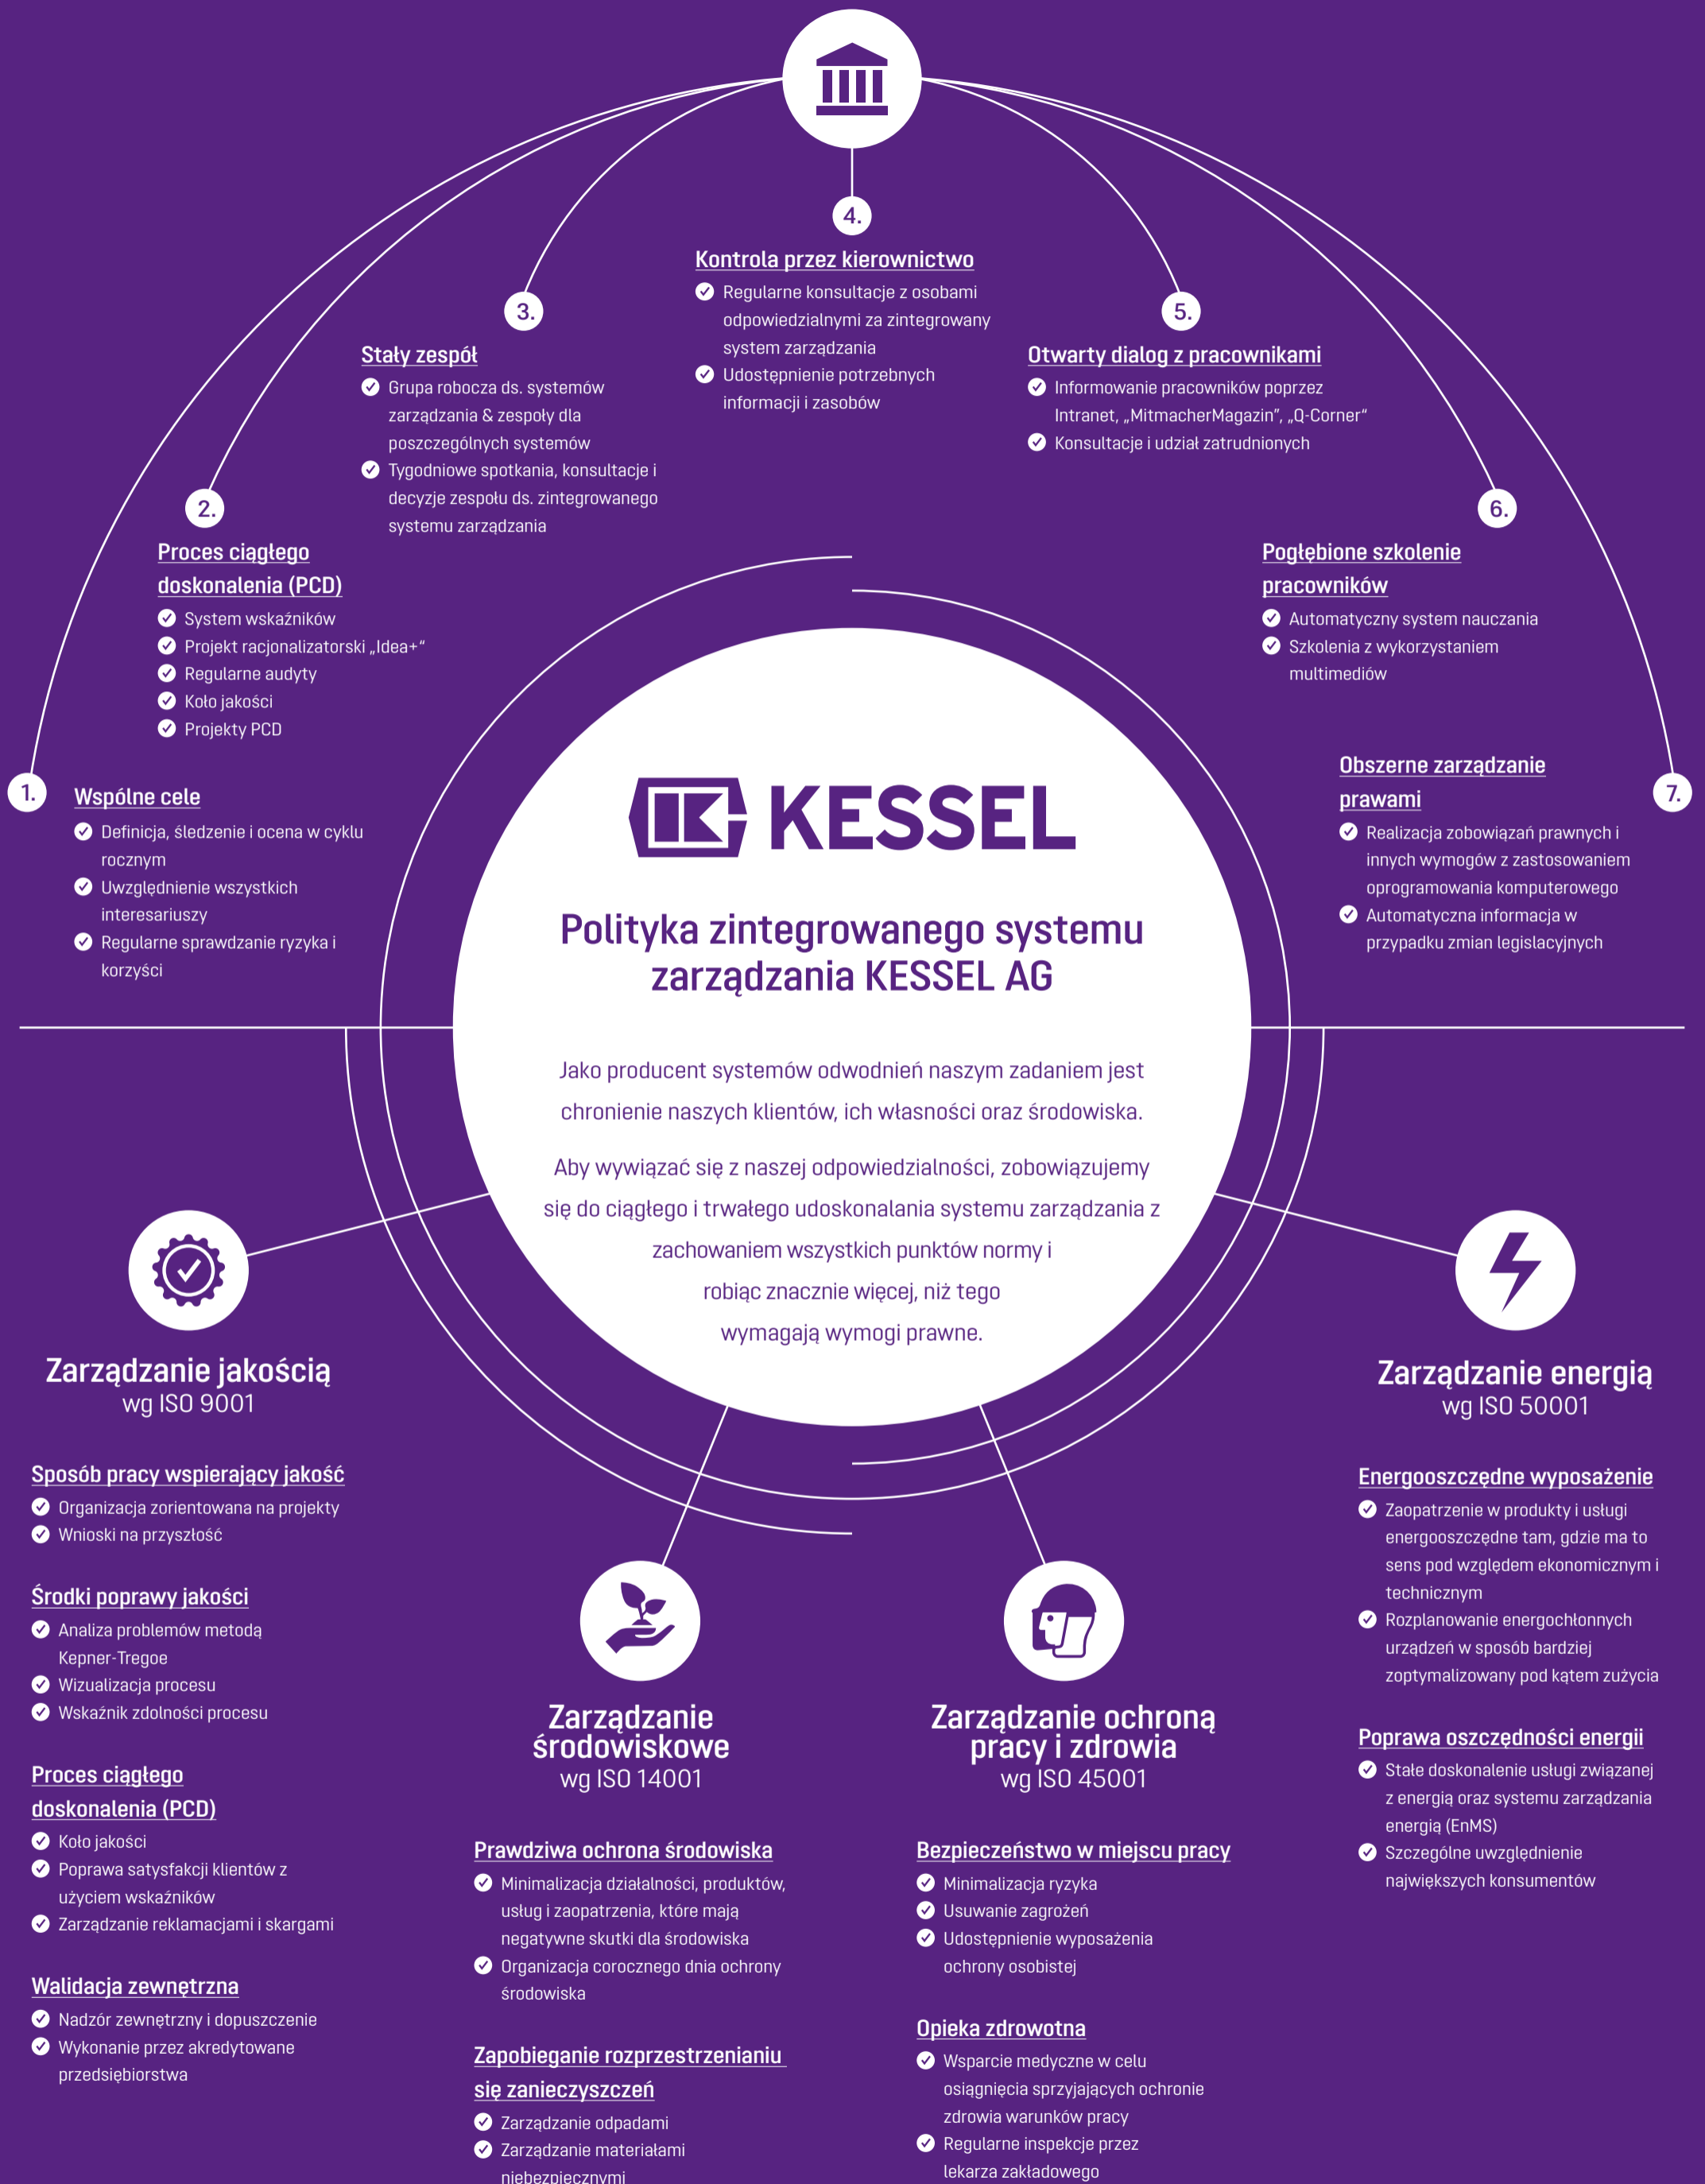 4.
Kontrola przez kierownictwo
Regularne konsultacje z osobami
odpowiedzialnymi za zintegrowany
system zarządzania
Udostępnienie potrzebnych
informacji i zasobów
3.
Stały zespół
Grupa robocza ds. systemów
zarządzania & zespoły dla
poszczególnych systemów
Tygodniowe spotkania, konsultacje i
decyzje zespołu ds. zintegrowanego
systemu zarządzania
5.
Otwarty dialog z pracownikami
Informowanie pracowników poprzez
Intranet, „MitmacherMagazin”, „Q-Corner“
Konsultacje i udział zatrudnionych
2.
Proces ciągłego
doskonalenia (PCD)
System wskaźników
Projekt racjonalizatorski „Idea+“
Regularne audyty
Koło jakości
Projekty PCD
6.
Pogłębione szkolenie
pracowników
Automatyczny system nauczania
Szkolenia z wykorzystaniem
multimediów
1.
Wspólne cele
Definicja, śledzenie i ocena w cyklu
rocznym
Uwzględnienie wszystkich
interesariuszy
Regularne sprawdzanie ryzyka i
korzyści
7.
Obszerne zarządzanie
prawami
Realizacja zobowiązań prawnych i
innych wymogów z zastosowaniem
oprogramowania komputerowego
Automatyczna informacja w
przypadku zmian legislacyjnych
KESSEL
Polityka zintegrowanego systemu
zarządzania KESSEL AG
Jako producent systemów odwodnień naszym zadaniem jest
chronienie naszych klientów, ich własności oraz środowiska.
Aby wywiązać się z naszej odpowiedzialności, zobowiązujemy
się do ciągłego i trwałego udoskonalania systemu zarządzania z
zachowaniem wszystkich punktów normy i
robiąc znacznie więcej, niż tego
wymagają wymogi prawne.
Zarządzanie jakością
wg ISO 9001
Sposób pracy wspierający jakość
Organizacja zorientowana na projekty
Wnioski na przyszłość
Środki poprawy jakości
Analiza problemów metodą
Kepner-Tregoe
Wizualizacja procesu
Wskaźnik zdolności procesu
Proces ciągłego
doskonalenia (PCD)
Koło jakości
Poprawa satysfakcji klientów z
użyciem wskaźników
Zarządzanie reklamacjami i skargami
Walidacja zewnętrzna
Nadzór zewnętrzny i dopuszczenie
Wykonanie przez akredytowane
przedsiębiorstwa
Zarządzanie
środowiskowe
wg ISO 14001
Prawdziwa ochrona środowiska
Minimalizacja działalności, produktów,
usług i zaopatrzenia, które mają
negatywne skutki dla środowiska
Organizacja corocznego dnia ochrony
środowiska
Zapobieganie rozprzestrzenianiu
się zanieczyszczeń
Zarządzanie odpadami
Zarządzanie materiałami
niebezpiecznymi
Zarządzanie ochroną
pracy i zdrowia
wg ISO 45001
Bezpieczeństwo w miejscu pracy
Minimalizacja ryzyka
Usuwanie zagrożeń
Udostępnienie wyposażenia
ochrony osobistej
Opieka zdrowotna
Wsparcie medyczne w celu
osiągnięcia sprzyjających ochronie
zdrowia warunków pracy
Regularne inspekcje przez
lekarza zakładowego
Zarządzanie energią
wg ISO 50001
Energooszczędne wyposażenie
Zaopatrzenie w produkty i usługi
energooszczędne tam, gdzie ma to
sens pod względem ekonomicznym i
technicznym
Rozplanowanie energochłonnych
urządzeń w sposób bardziej
zoptymalizowany pod kątem zużycia
Poprawa oszczędności energii
Stałe doskonalenie usługi związanej
z energią oraz systemu zarządzania
energią (EnMS)
Szczególne uwzględnienie
największych konsumentów